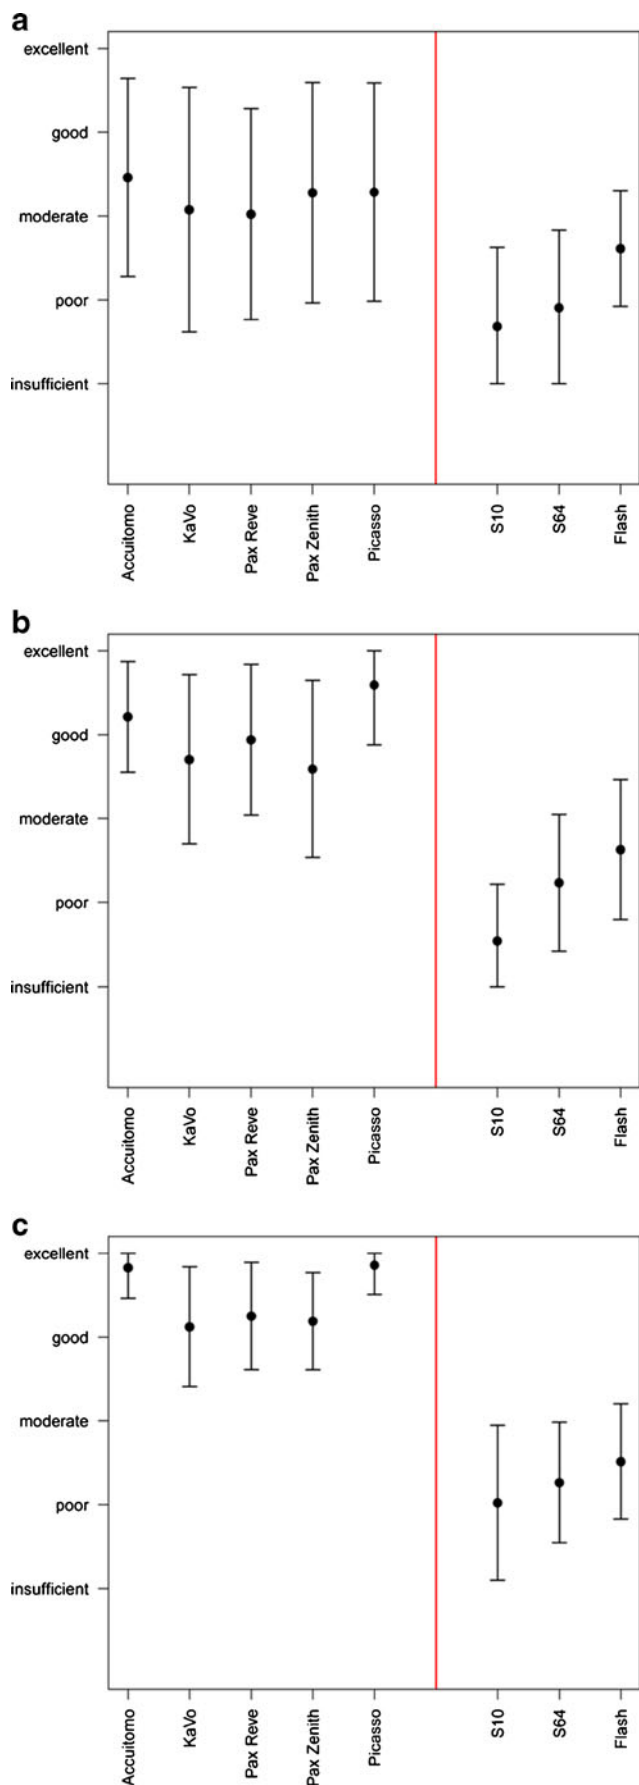 a
excellent
good
moderate
poor
insufficient
Accuitomo
KaVo
Pax Reve
Pax Zenith
Picasso
S10
S64
Flash
b
excellent
good
moderate
poor
insufficient
Accuitomo
KaVo
Pax Reve
Pax Zenith
Picasso
S10
S64
Flash
c
excellent
good
moderate
poor
insufficient
Accuitomo
KaVo
Pax Reve
Pax Zenith
Picasso
S10
S64
Flash